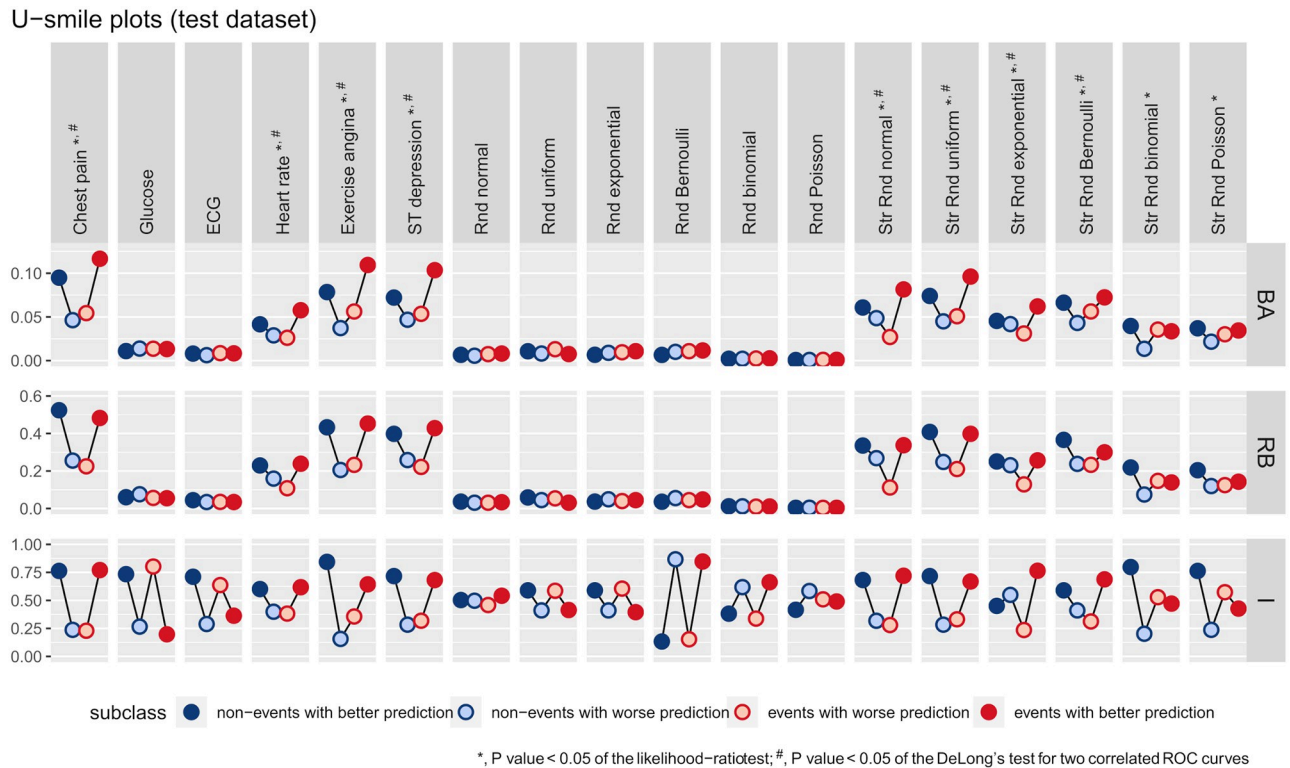 U−smile plots (test dataset)
Chest pain *, #
Glucose
ECG
Heart rate *, #
Exercise angina *, #
ST depression *, #
Rnd normal
Rnd uniform
Rnd exponential
Rnd Bernoulli
Rnd binomial
Rnd Poisson
Str Rnd normal *, #
Str Rnd uniform *, #
Str Rnd exponential *, #
Str Rnd Bernoulli *, #
Str Rnd binomial *
Str Rnd Poisson *
0.10
0.05
0.00
BA
0.6
0.4
0.2
0.0
RB
1.00
0.75
0.50
0.25
0.00
I
subclass non−events with better prediction non−events with worse prediction events with worse prediction events with better prediction
*, P value < 0.05 of the likelihood−ratiotest; #, P value < 0.05 of the DeLong's test for two correlated ROC curves